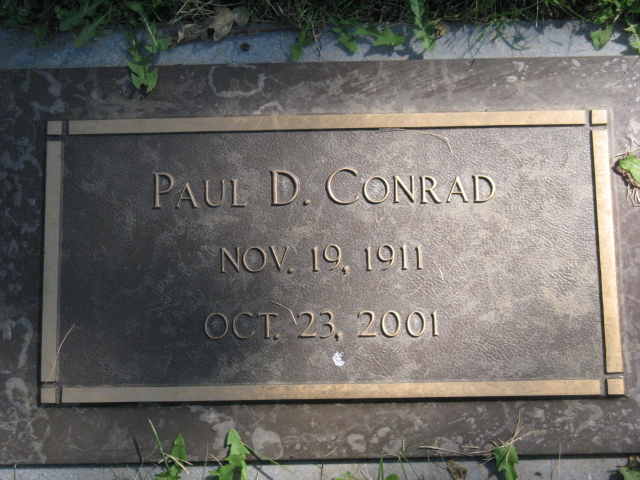 PAUL D. CONRAD
NOV. 19, 1911
OCT. 23, 2001